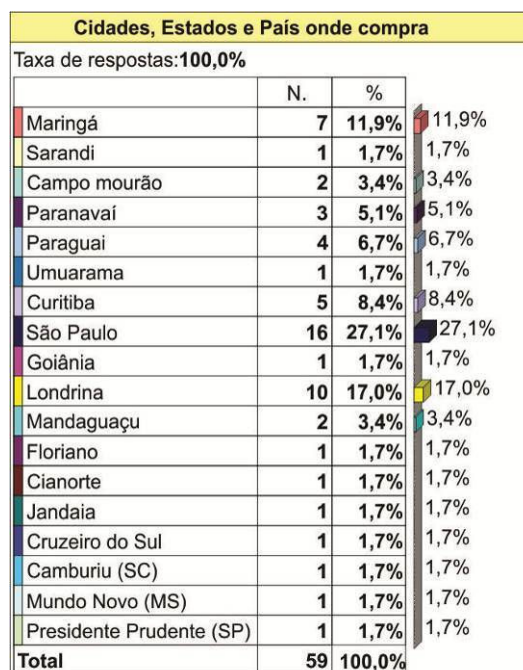 Cidades, Estados e País onde compra
Taxa de respostas:100,0%
N. %
Maringá 7 11,9% 11,9%
Sarandi 1 1,7% 1,7%
Campo mourão 2 3,4% 3,4%
Paranavaí 3 5,1% 5,1%
Paraguai 4 6,7% 6,7%
Umuarama 1 1,7% 1,7%
Curitiba 5 8,4% 8,4%
São Paulo 16 27,1% 27,1%
Goiânia 1 1,7% 1,7%
Londrina 10 17,0% 17,0%
Mandaguaçu 2 3,4% 3,4%
Floriano 1 1,7% 1,7%
Cianorte 1 1,7% 1,7%
Jandaia 1 1,7% 1,7%
Cruzeiro do Sul 1 1,7% 1,7%
Camburiu (SC) 1 1,7% 1,7%
Mundo Novo (MS) 1 1,7% 1,7%
Presidente Prudente (SP) 1 1,7% 1,7%
Total 59 100,0%